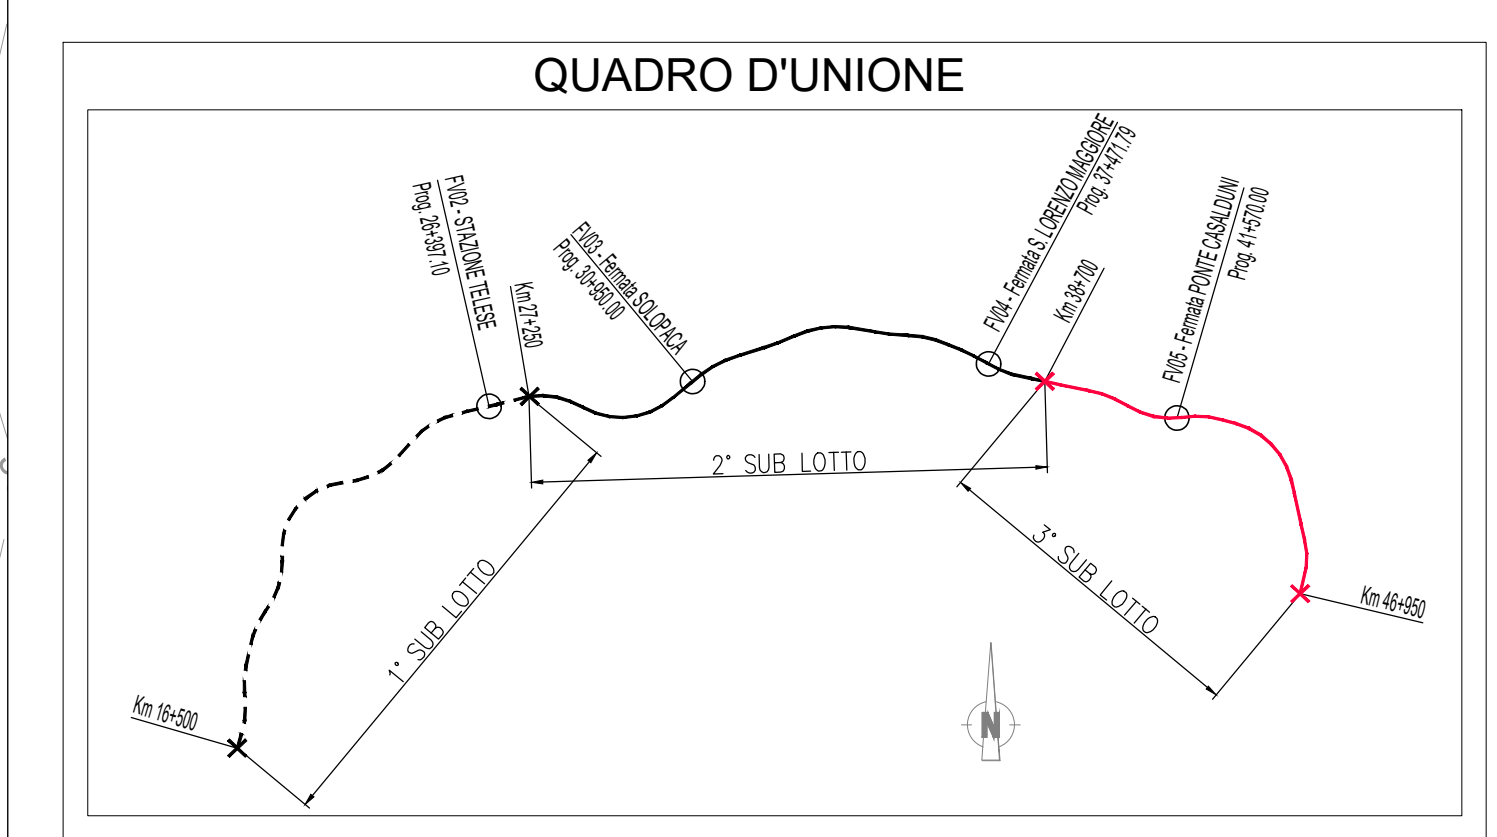 QUADRO D'UNIONE
FV02 - STAZIONE TELESE
Prog. 26+397.10
Km 27+250
FV03 - Fermata SOLOPACA
Prog. 30+950.00
FV04 - Fermata S. LORENZO MAGGIORE
Prog. 37+471.79
Km 38+700
FV05 - Fermata PONTE CASALDUNI
Prog. 41+570.00
2° SUB LOTTO
1° SUB LOTTO
3° SUB LOTTO
Km 16+500
Km 46+950
N